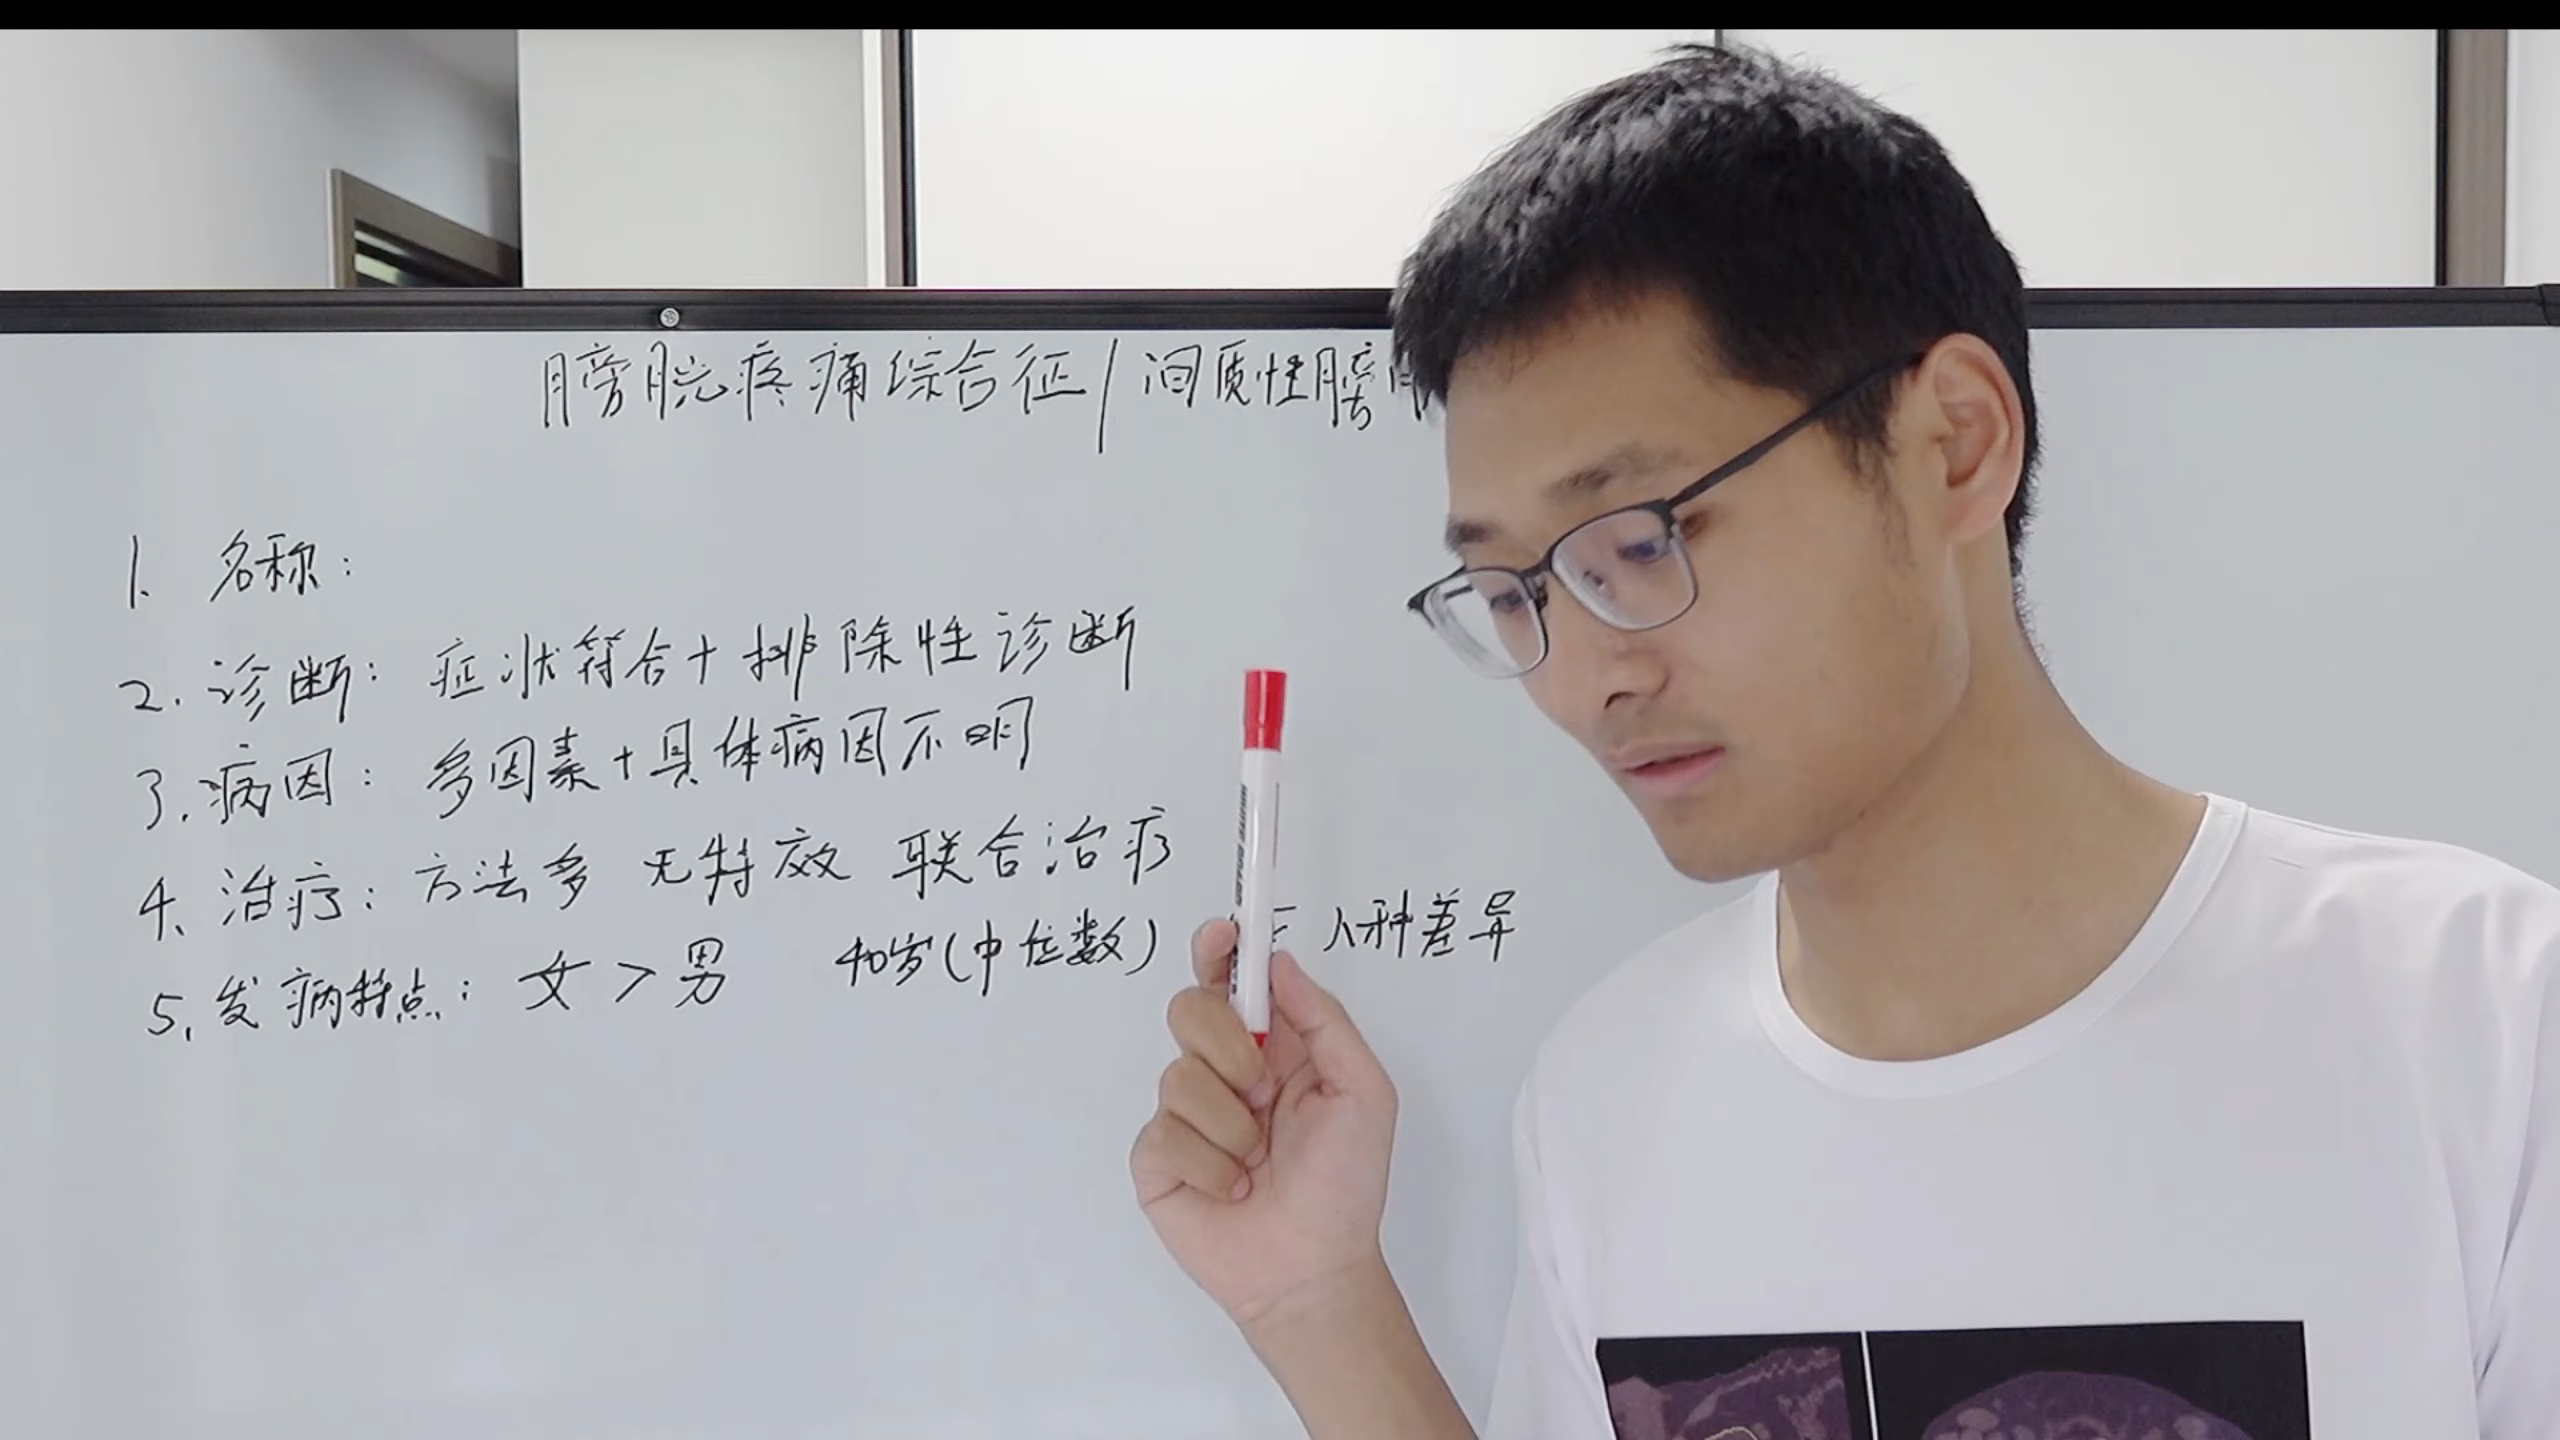 膀胱疼痛综合征/间质性膀
1. 名称:
2. 诊断: 症状符合+排除性诊断
3. 病因: 多因素+具体病因不明
4. 治疗: 方法多 无特效 联合治疗
5. 发病特点: 女>男 40岁(中位数) 人种差异